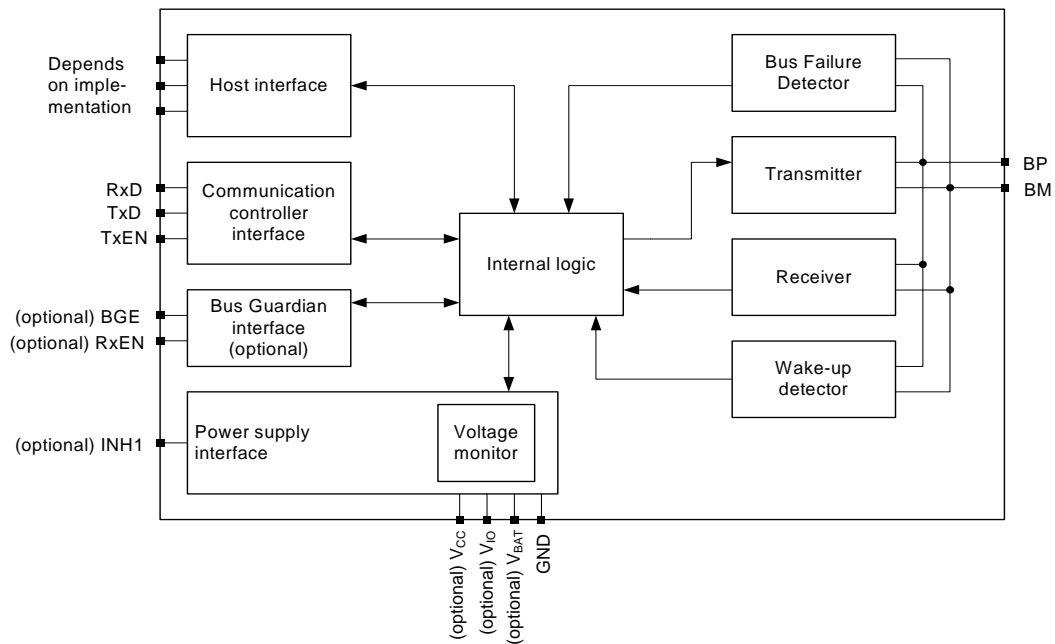 Depends
on imple-
mentation
Host interface
Bus Failure
Detector
RxD
TxD
TxEN
Communication
controller
interface
Transmitter
BP
BM
Internal logic
Receiver
(optional) BGE
(optional) RxEN
Bus Guardian
interface
(optional)
Wake-up
detector
(optional) INH1
Power supply
interface
Voltage
monitor
(optional) VCC
(optional) VIO
(optional) VBAT
GND